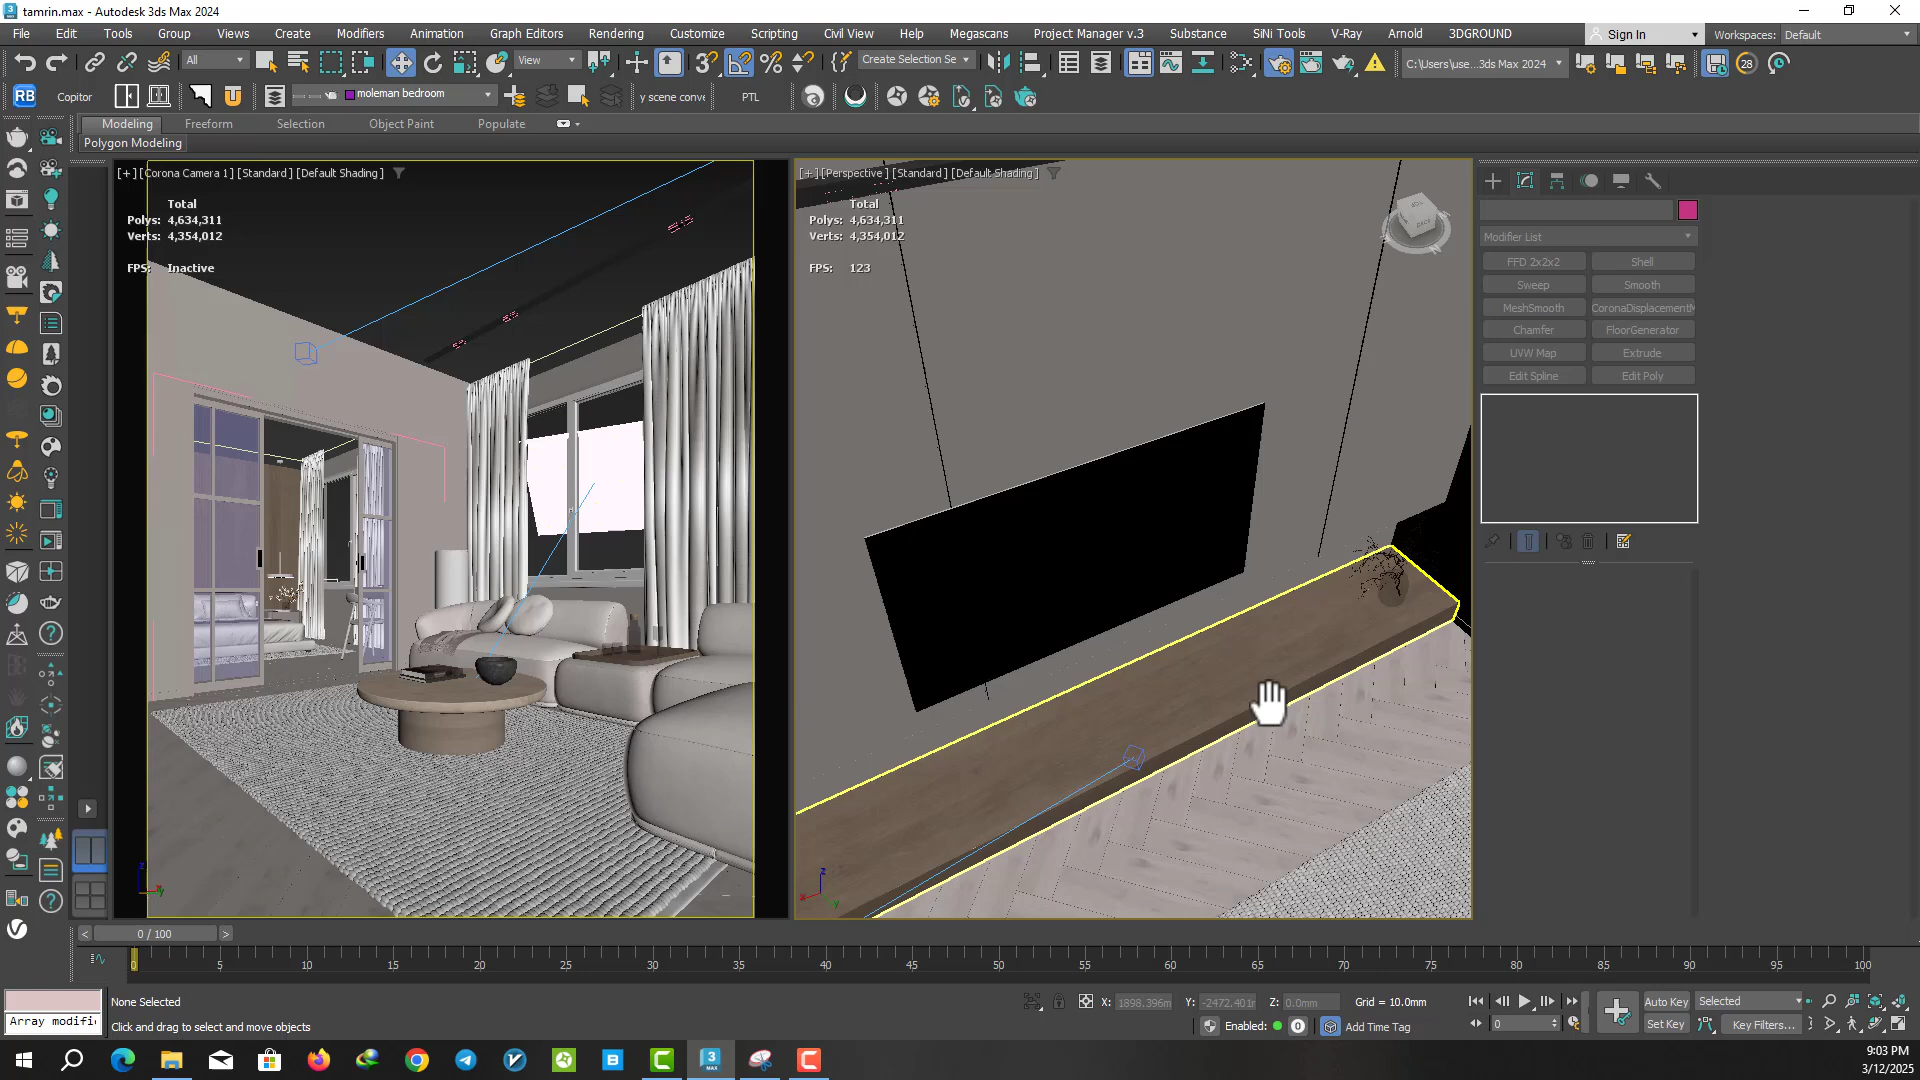 tamrin.max - Autodesk 3ds Max 2024
File Edit Tools Group Views Create Modifiers Animation Graph Editors Rendering Customize Scripting Civil View Help Megascans Project Manager v.3 Substance SiNi Tools V-Ray Arnold 3DGROUND
Sign In
Workspaces: Default
All
View
Create Selection Se
C:\Users\use...3ds Max 2024
28
RB Copitor
moleman bedroom
y scene conve
PTL
Modeling Freeform Selection Object Paint Populate
Polygon Modeling
[+] [Corona Camera 1] [Standard] [Default Shading]
Total
Polys: 4,634,311
Verts: 4,354,012
FPS: Inactive
[+] [Perspective] [Standard] [Default Shading]
Total
Polys: 4,634,311
Verts: 4,354,012
FPS: 123
Modifier List
FFD 2x2x2 Shell
Sweep Smooth
MeshSmooth CoronaDisplacementM
Chamfer FloorGenerator
UVW Map Extrude
Edit Spline Edit Poly
0 / 100
0 5 10 15 20 25 30 35 40 45 50 55 60 65 70 75 80 85 90 95 100
None Selected
X: 1898.396m Y: -2472.401m Z: 0.0mm Grid = 10.0mm
Auto Key Selected
Array modific
Click and drag to select and move objects
Enabled: 0 Add Time Tag
0
Set Key Key Filters...
9:03 PM
3/12/2025